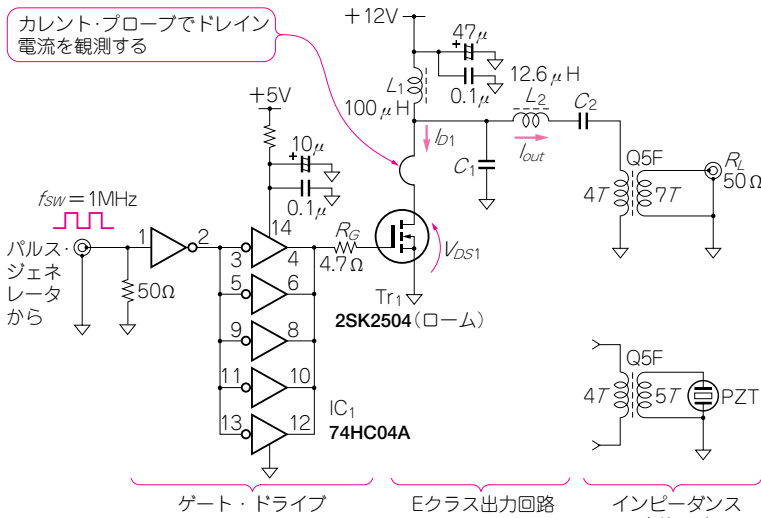 カレント・プローブでドレイン
電流を観測する
+12V
47μ
+
0.1μ
L1
100μH
12.6μH
L2
C2
ID1
Iout
C1
+5V
10μ
+
0.1μ
fSW=1MHz
パルス・
ジェネ
レータ
から
50Ω
1
2
14
3
4
5
6
9
8
11
10
13
12
RG
4.7Ω
VDS1
Tr1
2SK2504(ローム)
IC1
74HC04A
Q5F
4T
7T
RL
50Ω
Q5F
4T
5T
PZT
ゲート・ドライブ
Eクラス出力回路
インピーダンス